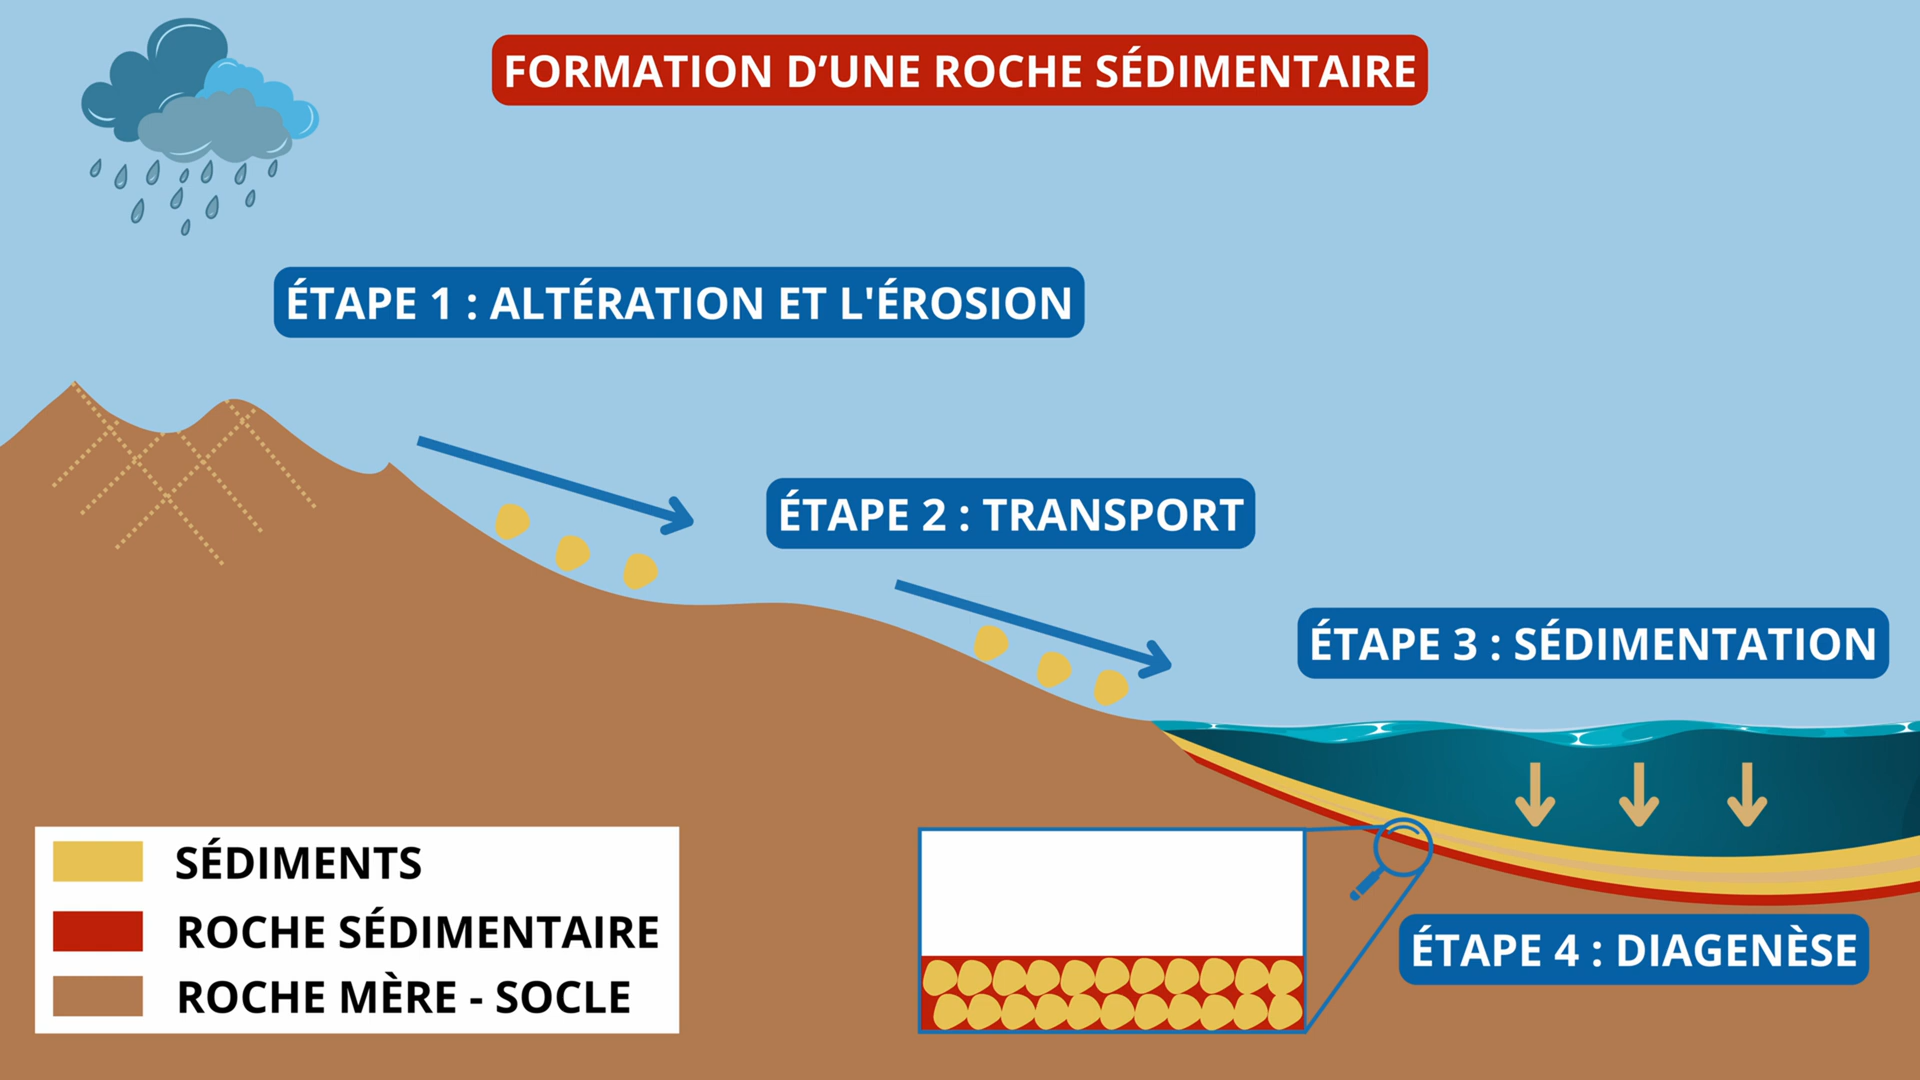 FORMATION D’UNE ROCHE SÉDIMENTAIRE
ÉTAPE 1 : ALTÉRATION ET L'ÉROSION
ÉTAPE 2 : TRANSPORT
ÉTAPE 3 : SÉDIMENTATION
ÉTAPE 4 : DIAGENÈSE
SÉDIMENTS
ROCHE SÉDIMENTAIRE
ROCHE MÈRE - SOCLE